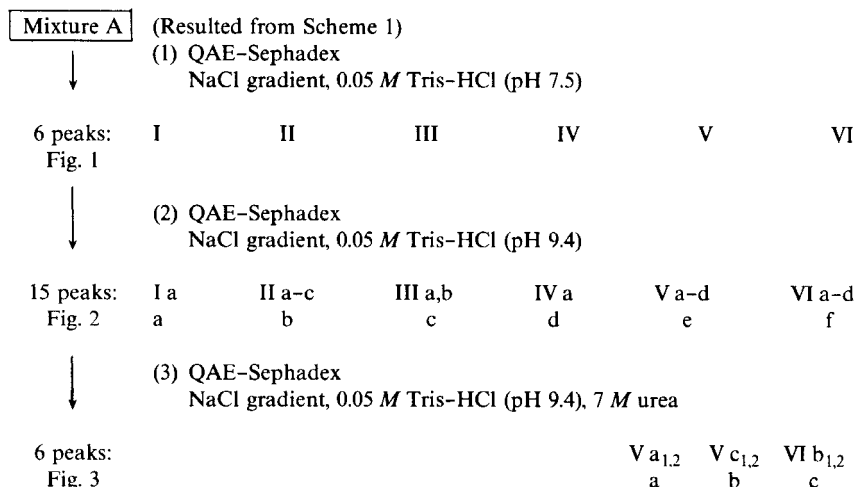 Mixture A (Resulted from Scheme 1)
(1) QAE–Sephadex
NaCl gradient, 0.05 M Tris–HCl (pH 7.5)
6 peaks: I II III IV V VI
Fig. 1
(2) QAE–Sephadex
NaCl gradient, 0.05 M Tris–HCl (pH 9.4)
15 peaks: I a II a–c III a,b IV a V a–d VI a–d
Fig. 2 a b c d e f
(3) QAE–Sephadex
NaCl gradient, 0.05 M Tris–HCl (pH 9.4), 7 M urea
6 peaks: V a₁,₂ V c₁,₂ VI b₁,₂
Fig. 3 a b c